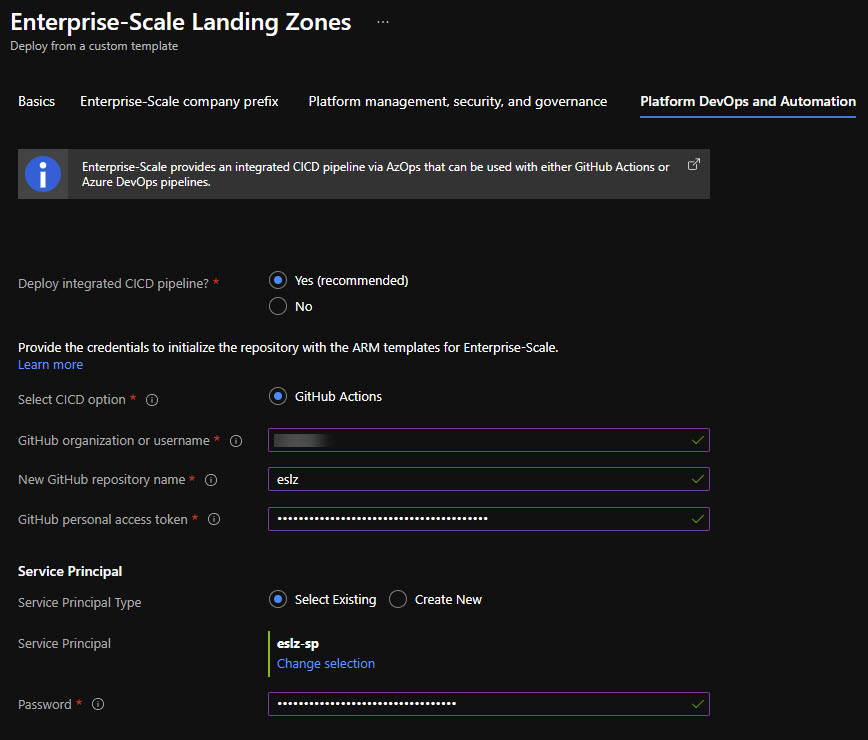 Enterprise-Scale Landing Zones ...
Deploy from a custom template
Basics Enterprise-Scale company prefix Platform management, security, and governance Platform DevOps and Automation
Enterprise-Scale provides an integrated CICD pipeline via AzOps that can be used with either GitHub Actions or
Azure DevOps pipelines.
Deploy integrated CICD pipeline? * Yes (recommended)
No
Provide the credentials to initialize the repository with the ARM templates for Enterprise-Scale.
Learn more
Select CICD option * GitHub Actions
GitHub organization or username *
New GitHub repository name * eslz
GitHub personal access token *
Service Principal
Service Principal Type Select Existing Create New
Service Principal eslz-sp
Change selection
Password *